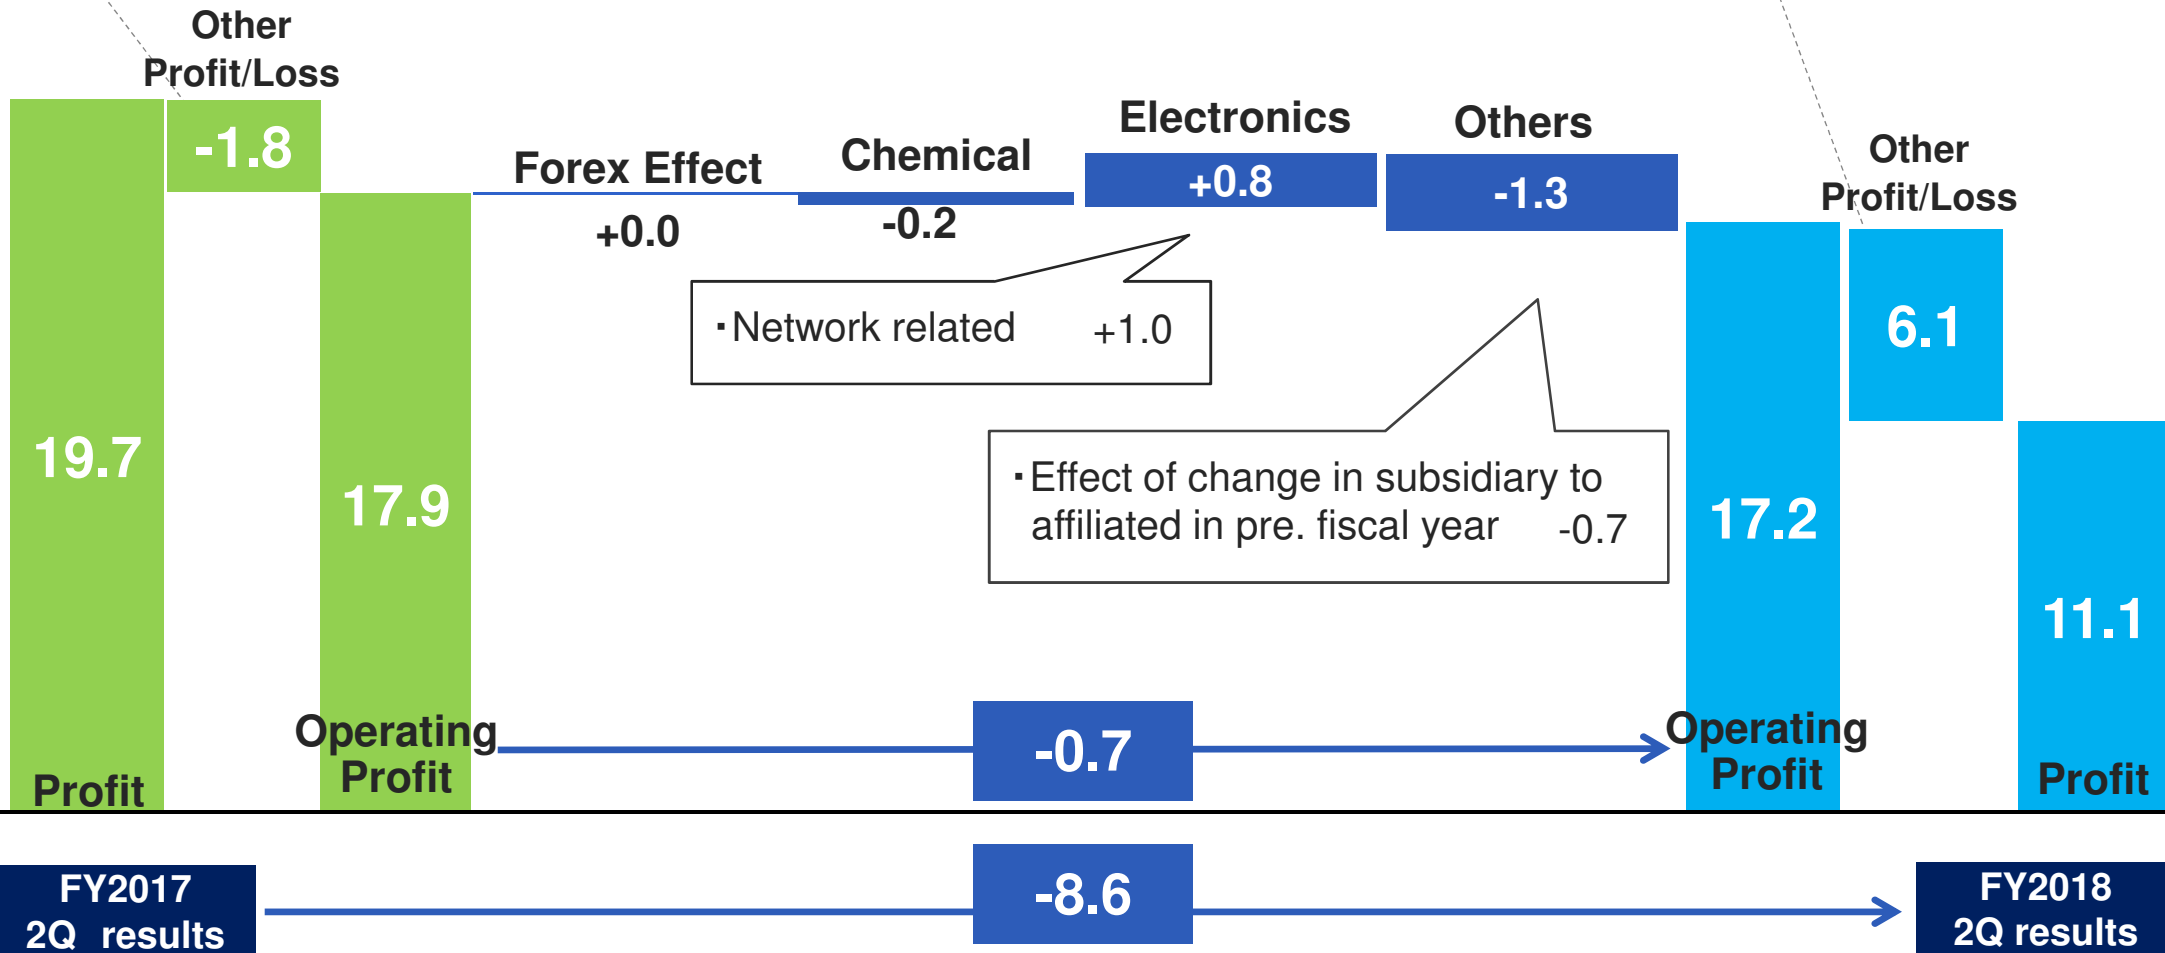 Other
Profit/Loss
-1.8
19.7
Profit
17.9
Operating
Profit
Forex Effect
+0.0
Chemical
-0.2
Electronics
+0.8
Others
-1.3
・Network related +1.0
・Effect of change in subsidiary to
affiliated in pre. fiscal year -0.7
Other
Profit/Loss
17.2
Operating
Profit
6.1
11.1
Profit
-0.7
-8.6
FY2017
2Q results
FY2018
2Q results